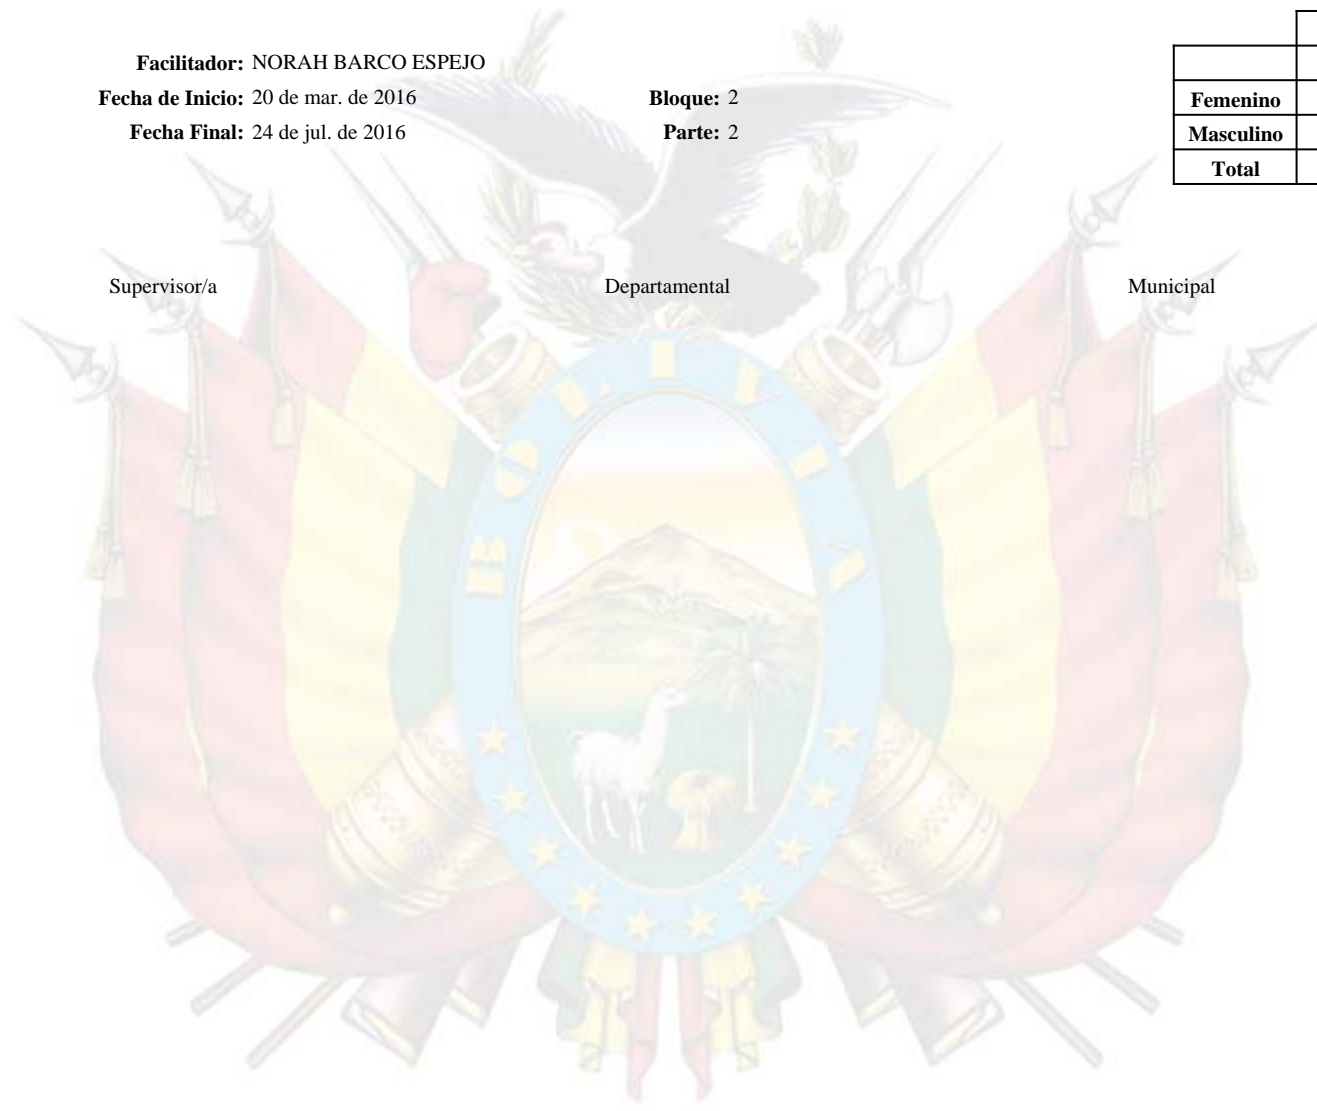 Facilitador: NORAH BARCO ESPEJO
Fecha de Inicio: 20 de mar. de 2016 Bloque: 2
Fecha Final: 24 de jul. de 2016 Parte: 2
Femenino
Masculino
Total
Supervisor/a Departamental Municipal
BOLIVIA